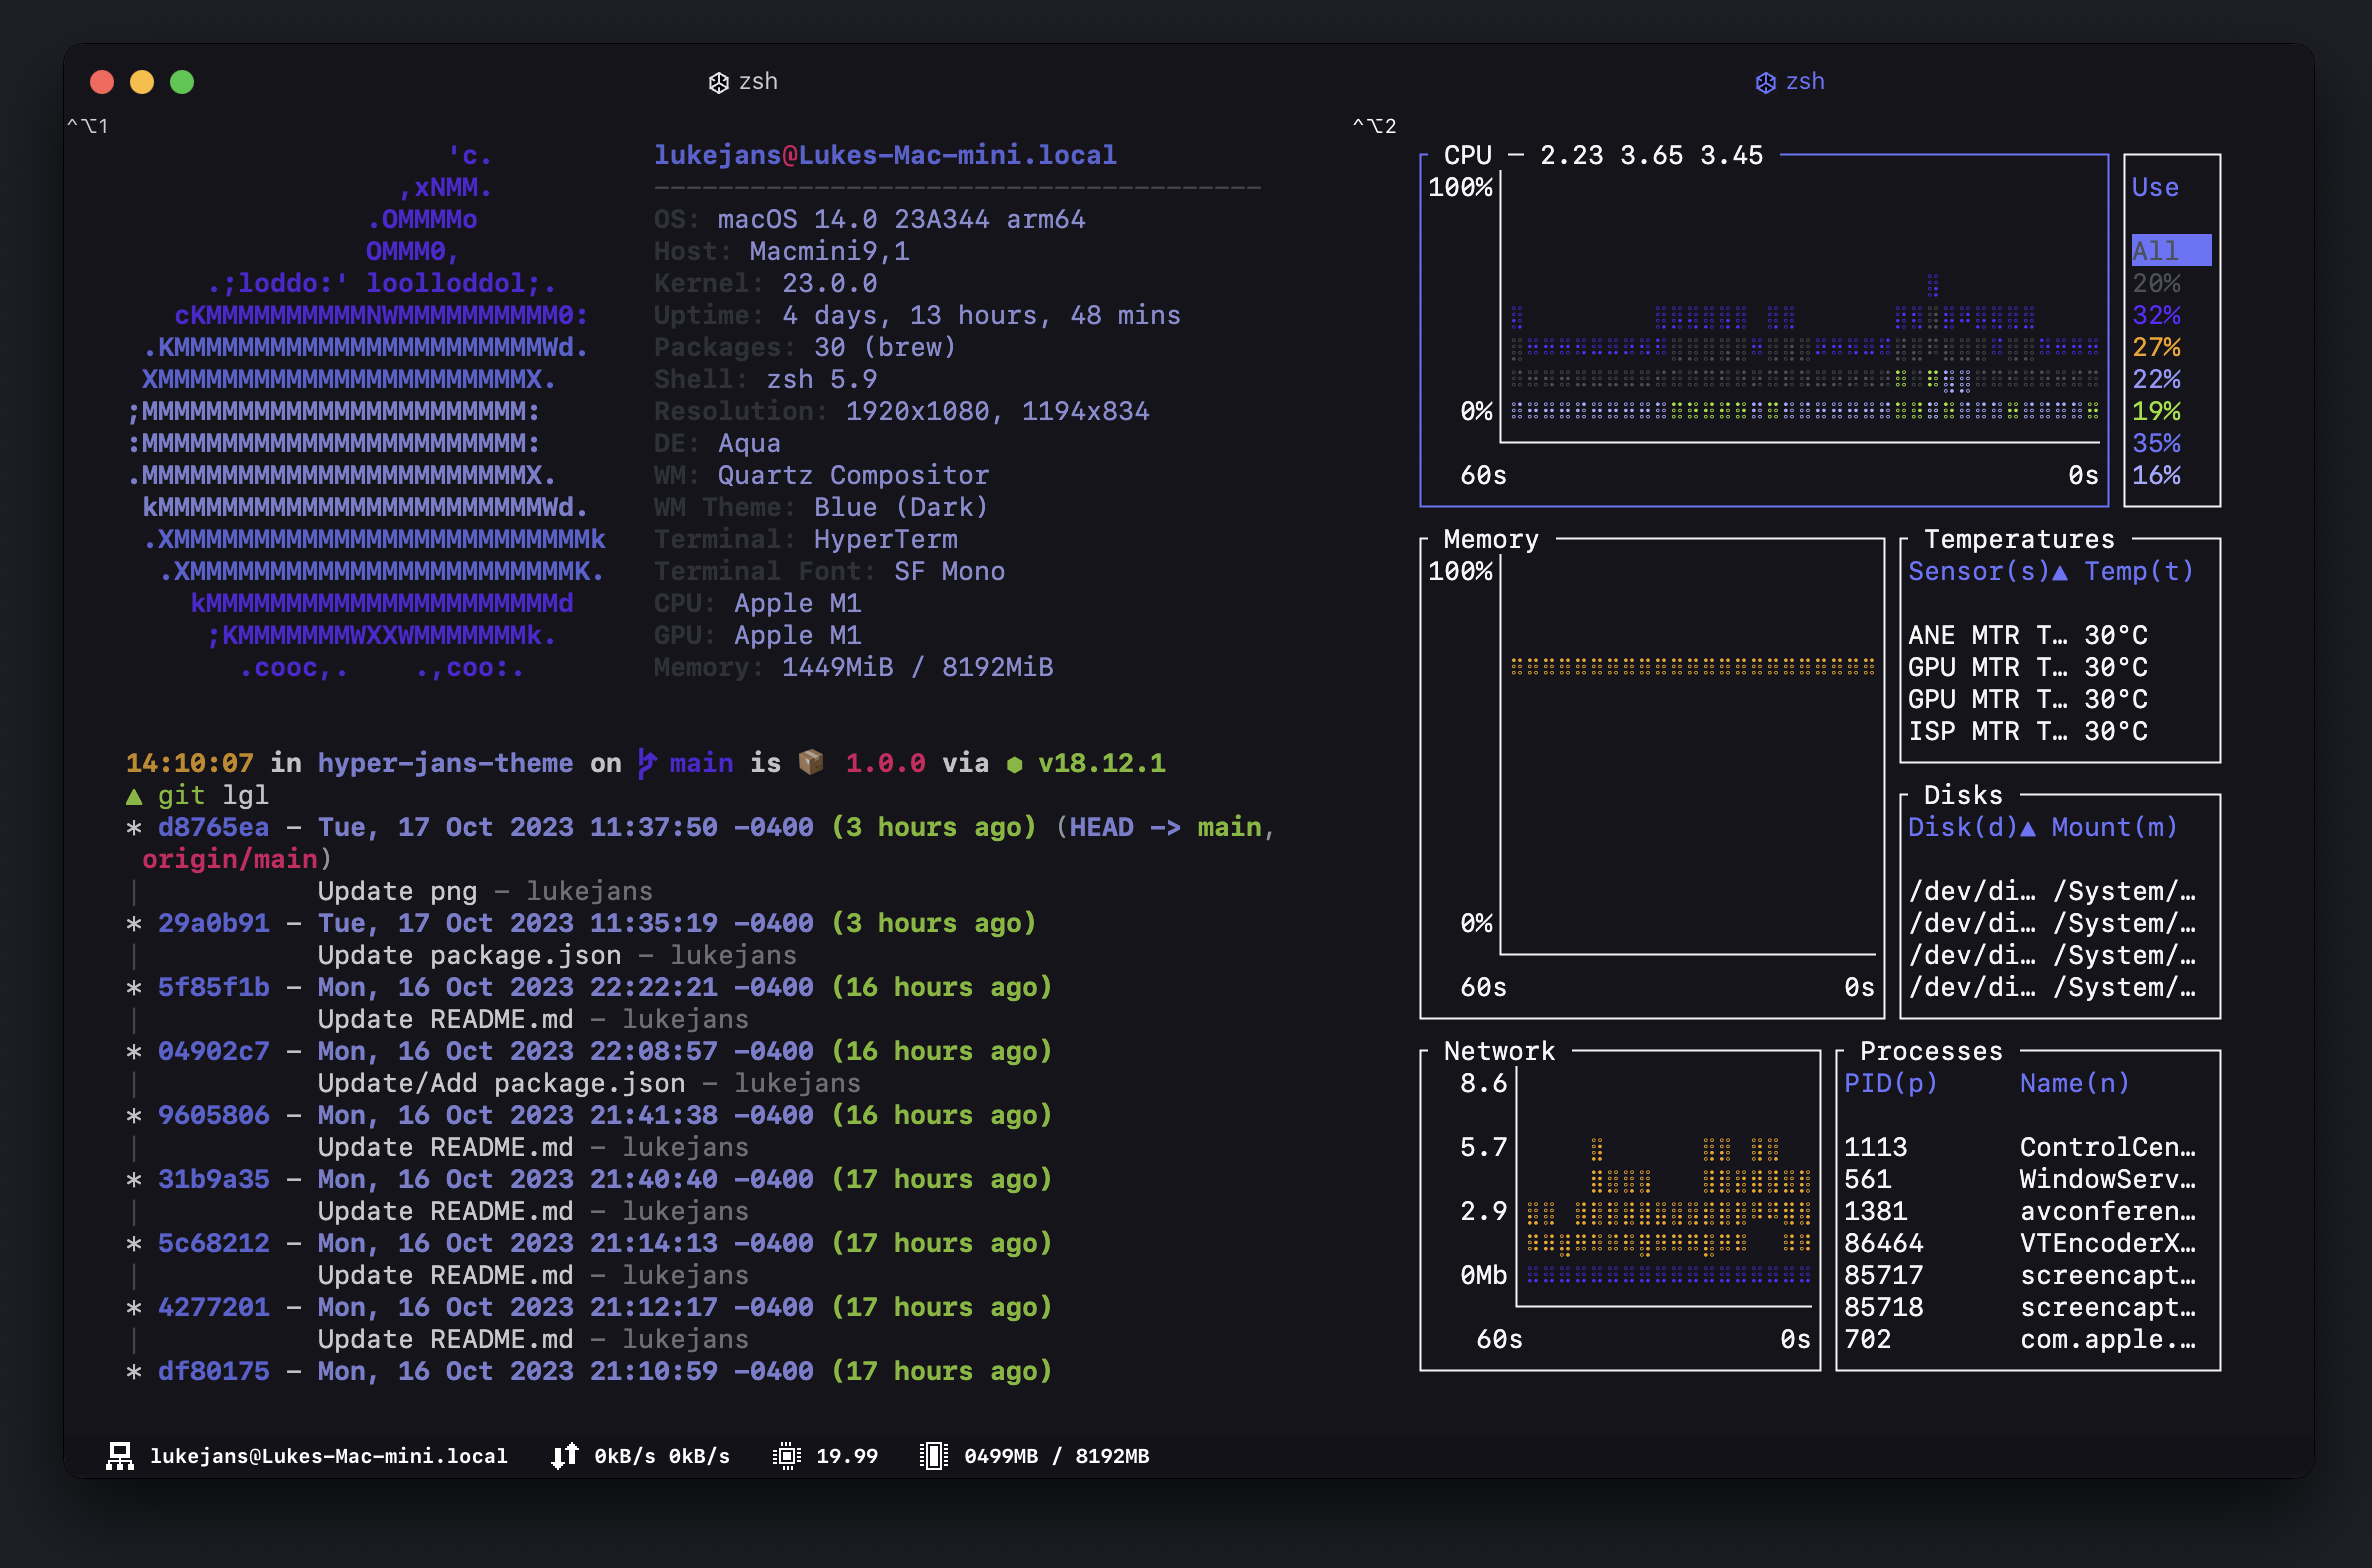 zsh
zsh
^⌥1
^⌥2
'c.
,xNMM.
.OMMMMo
OMMM0,
.;loddo:' loolloddol;.
cKMMMMMMMMMMNWMMMMMMMMMM0:
.KMMMMMMMMMMMMMMMMMMMMMMMWd.
XMMMMMMMMMMMMMMMMMMMMMMMX.
;MMMMMMMMMMMMMMMMMMMMMMMM:
:MMMMMMMMMMMMMMMMMMMMMMMM:
.MMMMMMMMMMMMMMMMMMMMMMMMX.
kMMMMMMMMMMMMMMMMMMMMMMMMWd.
.XMMMMMMMMMMMMMMMMMMMMMMMMMMk
.XMMMMMMMMMMMMMMMMMMMMMMMMK.
kMMMMMMMMMMMMMMMMMMMMMMd
;KMMMMMMMWXXWMMMMMMMk.
.cooc,.    .,coo:.
lukejans@Lukes-Mac-mini.local
--------------------------------------
OS: macOS 14.0 23A344 arm64
Host: Macmini9,1
Kernel: 23.0.0
Uptime: 4 days, 13 hours, 48 mins
Packages: 30 (brew)
Shell: zsh 5.9
Resolution: 1920x1080, 1194x834
DE: Aqua
WM: Quartz Compositor
WM Theme: Blue (Dark)
Terminal: HyperTerm
Terminal Font: SF Mono
CPU: Apple M1
GPU: Apple M1
Memory: 1449MiB / 8192MiB
14:10:07 in hyper-jans-theme on main is 📦 1.0.0 via ⬢ v18.12.1
▲ git lgl
* d8765ea - Tue, 17 Oct 2023 11:37:50 -0400 (3 hours ago) (HEAD -> main,
origin/main)
|           Update png - lukejans
* 29a0b91 - Tue, 17 Oct 2023 11:35:19 -0400 (3 hours ago)
|           Update package.json - lukejans
* 5f85f1b - Mon, 16 Oct 2023 22:22:21 -0400 (16 hours ago)
|           Update README.md - lukejans
* 04902c7 - Mon, 16 Oct 2023 22:08:57 -0400 (16 hours ago)
|           Update/Add package.json - lukejans
* 9605806 - Mon, 16 Oct 2023 21:41:38 -0400 (16 hours ago)
|           Update README.md - lukejans
* 31b9a35 - Mon, 16 Oct 2023 21:40:40 -0400 (17 hours ago)
|           Update README.md - lukejans
* 5c68212 - Mon, 16 Oct 2023 21:14:13 -0400 (17 hours ago)
|           Update README.md - lukejans
* 4277201 - Mon, 16 Oct 2023 21:12:17 -0400 (17 hours ago)
|           Update README.md - lukejans
* df80175 - Mon, 16 Oct 2023 21:10:59 -0400 (17 hours ago)
CPU — 2.23 3.65 3.45
100%
0%
60s 0s
Use
All
20%
32%
27%
22%
19%
35%
16%
Memory
100%
0%
60s 0s
Temperatures
Sensor(s)▲ Temp(t)
ANE MTR T… 30°C
GPU MTR T… 30°C
GPU MTR T… 30°C
ISP MTR T… 30°C
Disks
Disk(d)▲ Mount(m)
/dev/di… /System/…
/dev/di… /System/…
/dev/di… /System/…
/dev/di… /System/…
Network
8.6
5.7
2.9
0Mb
60s 0s
Processes
PID(p) Name(n)
1113 ControlCen…
561 WindowServ…
1381 avconferen…
86464 VTEncoderX…
85717 screencapt…
85718 screencapt…
702 com.apple.…
lukejans@Lukes-Mac-mini.local 0kB/s 0kB/s 19.99 0499MB / 8192MB